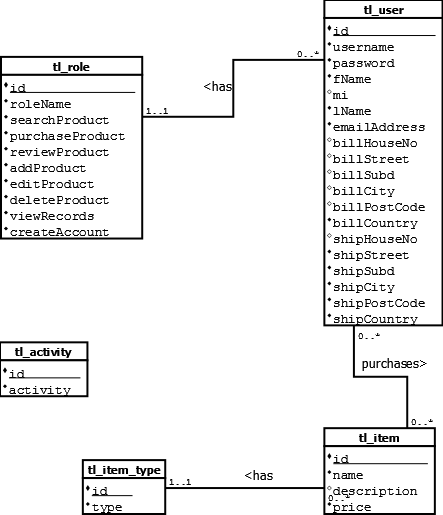 tl_user
id
username
password
fName
mi
lName
emailAddress
billHouseNo
billStreet
billSubd
billCity
billPostCode
billCountry
shipHouseNo
shipStreet
shipSubd
shipCity
shipPostCode
shipCountry
0..*
<has
1..1
tl_role
id
roleName
searchProduct
purchaseProduct
reviewProduct
addProduct
editProduct
deleteProduct
viewRecords
createAccount
tl_activity
id
activity
0..*
purchases>
0..*
tl_item
id
name
description
price
0..*
<has
1..1
tl_item_type
id
type